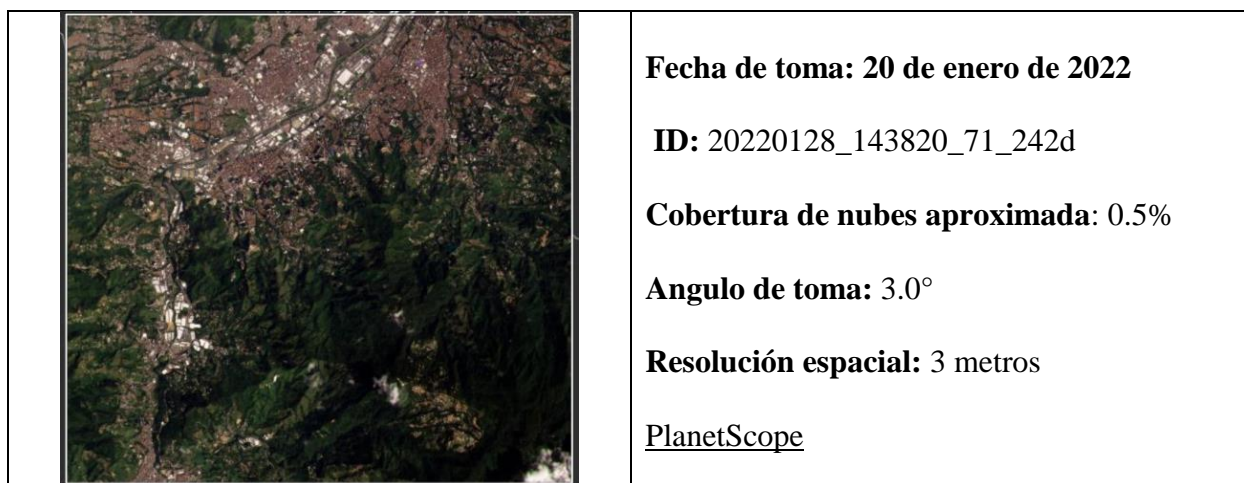 Fecha de toma: 20 de enero de 2022
ID: 20220128_143820_71_242d
Cobertura de nubes aproximada: 0.5%
Angulo de toma: 3.0°
Resolución espacial: 3 metros
PlanetScope